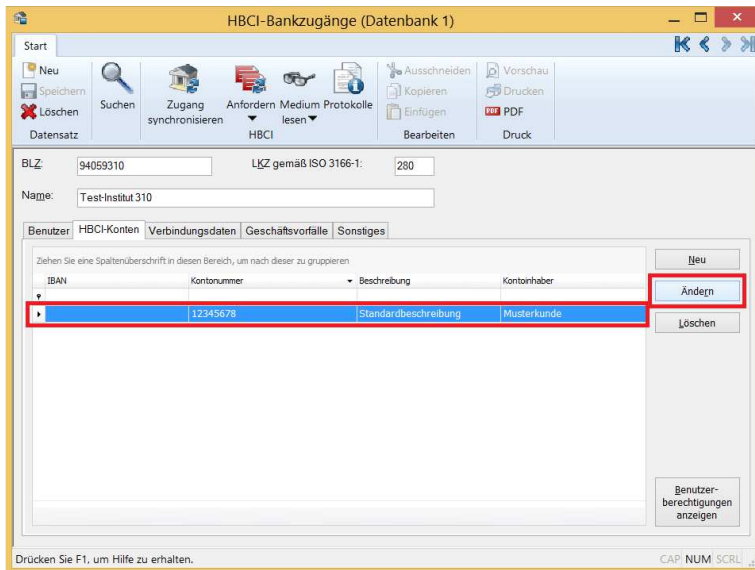 HBCI-Bankzugänge (Datenbank 1)
Start
Neu
Speichern
Löschen
Datensatz
Suchen
Zugang synchronisieren
Anfordern
Medium lesen
Protokolle
HBCI
Ausschneiden
Kopieren
Einfügen
Bearbeiten
Vorschau
Drucken
PDF PDF
Druck
BLZ: 94059310 LKZ gemäß ISO 3166-1: 280
Name: Test-Institut 310
Benutzer HBCI-Konten Verbindungsdaten Geschäftsvorfälle Sonstiges
Ziehen Sie eine Spaltenüberschrift in diesen Bereich, um nach dieser zu gruppieren
IBAN Kontonummer Beschreibung Kontoinhaber
12345678 Standardbeschreibung Musterkunde
Neu
Ändern
Löschen
Benutzer-
berechtigungen
anzeigen
Drücken Sie F1, um Hilfe zu erhalten. CAP NUM SCRL